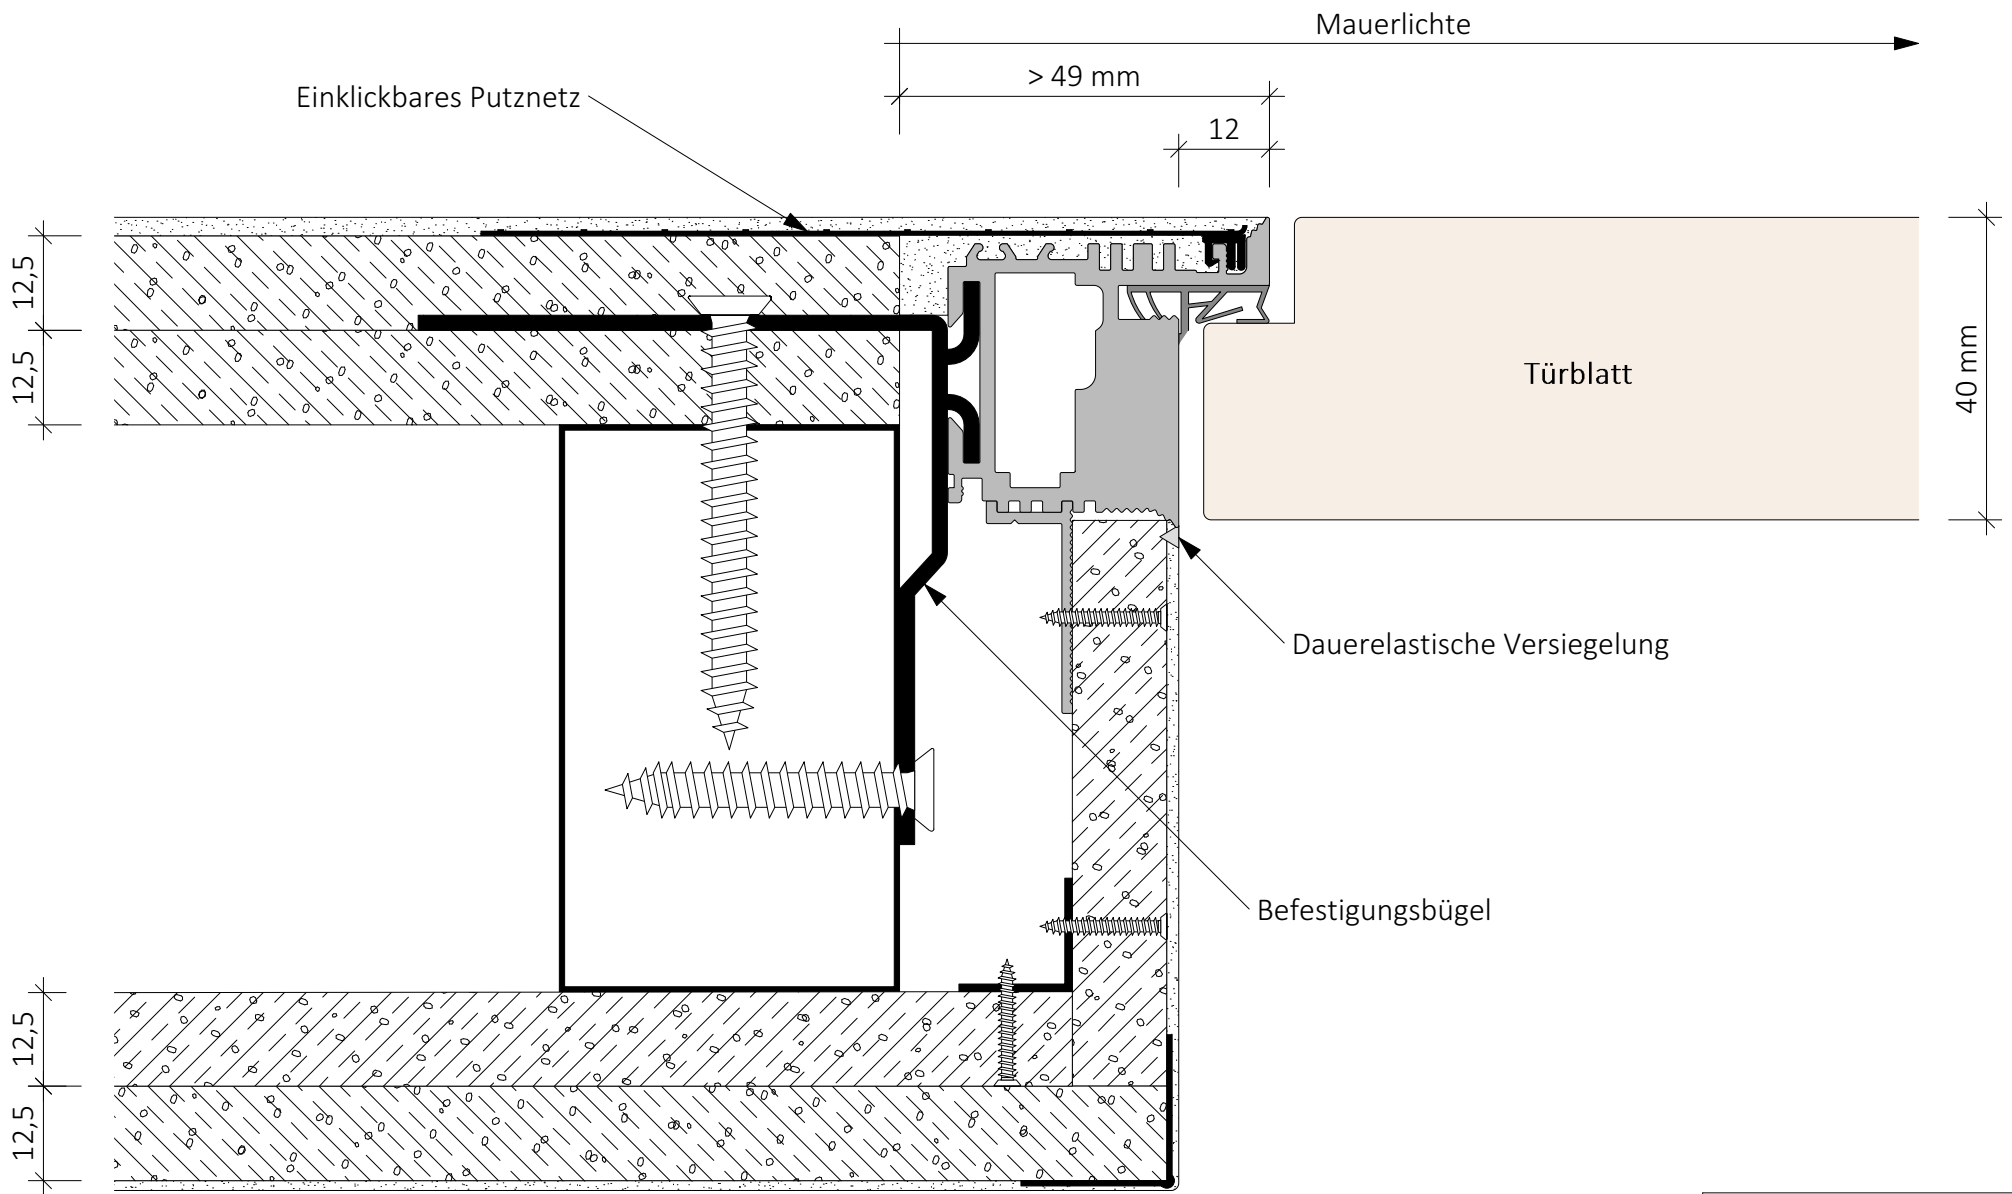 Mauerlichte
> 49 mm
Einklickbares Putznetz
12
12,5
12,5
Türblatt
40 mm
Dauerelastische Versiegelung
Befestigungsbügel
12,5
12,5